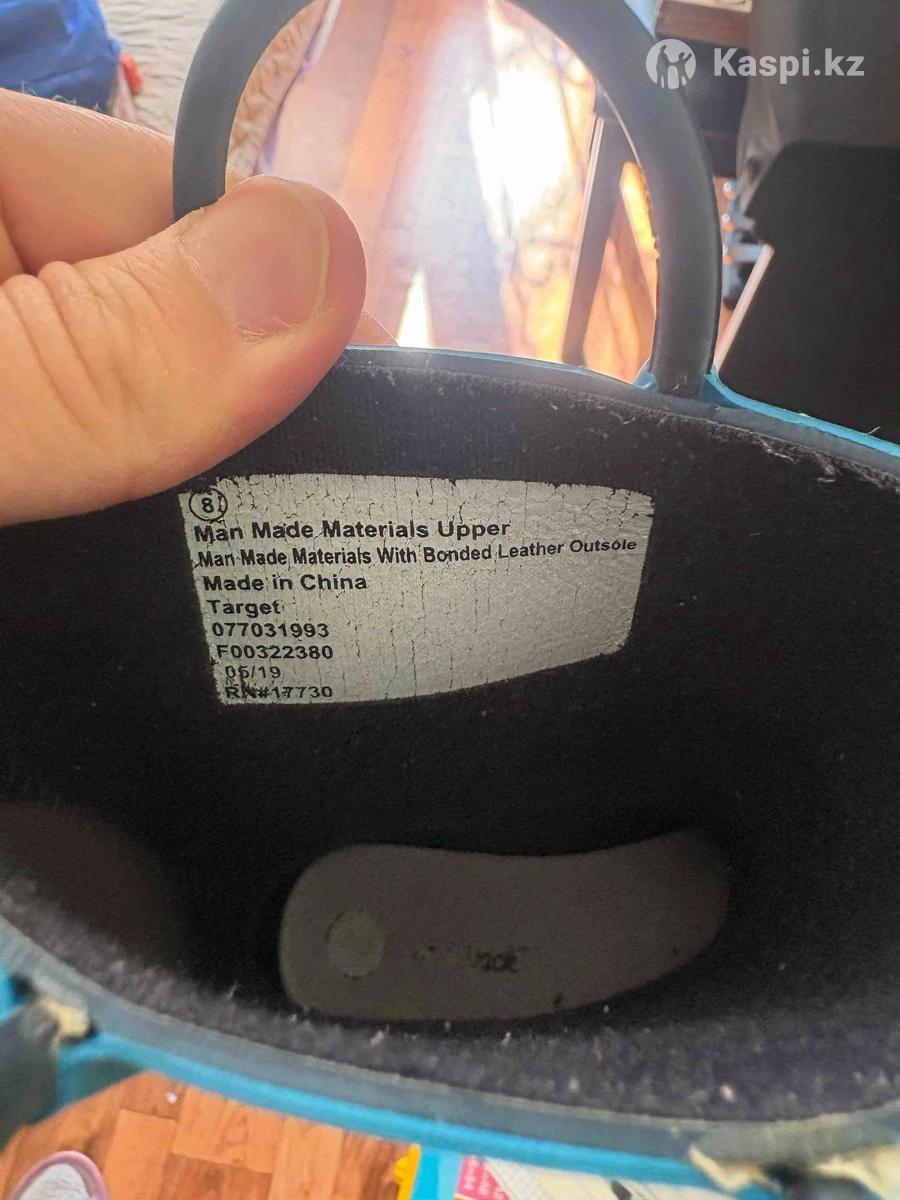 Kaspi.kz
8
Man Made Materials Upper
Man Made Materials With Bonded Leather Outsole
Made in China
Target
077031993
F00322380
05/19
RN#17730